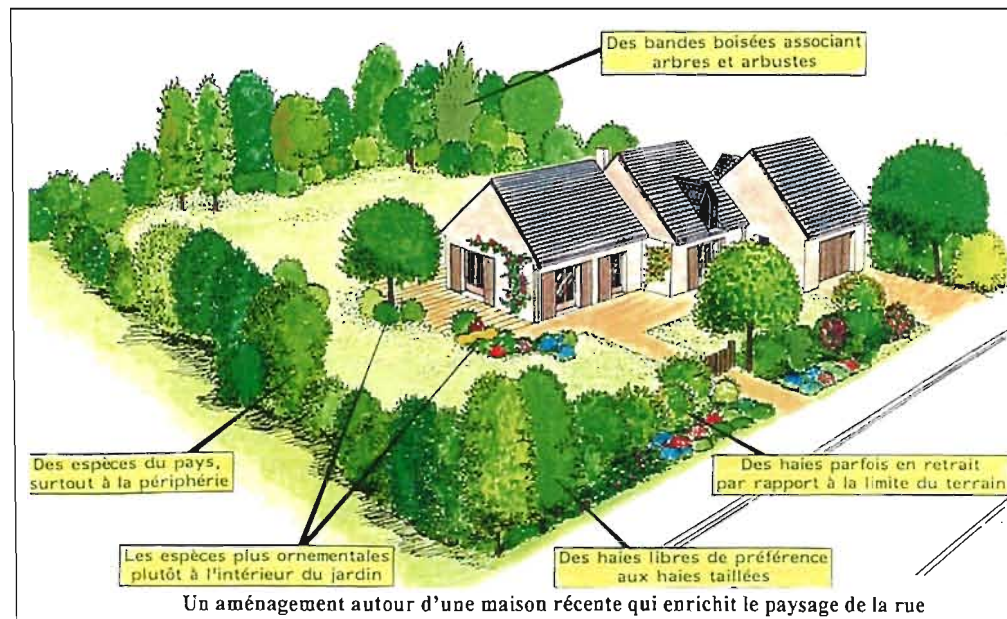 Des bandes boisées associant
arbres et arbustes
Des espèces du pays,
surtout à la périphérie
Des haies parfois en retrait
par rapport à la limite du terrain
Les espèces plus ornementales
plutôt à l'intérieur du jardin
Des haies libres de préférence
aux haies taillées
Un aménagement autour d'une maison récente qui enrichit le paysage de la rue